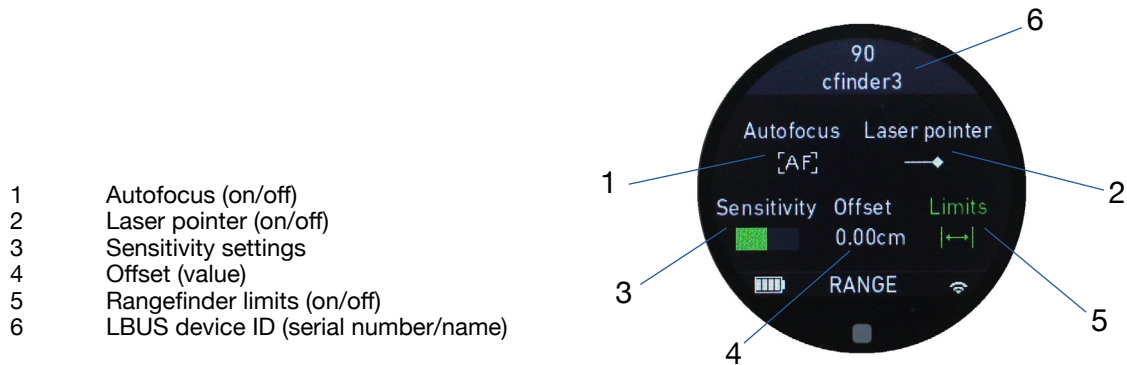 6
90
cfinder3
Autofocus Laser pointer
[AF]
1
2
1 Autofocus (on/off)
2 Laser pointer (on/off)
3 Sensitivity settings
4 Offset (value)
5 Rangefinder limits (on/off)
6 LBUS device ID (serial number/name)
Sensitivity Offset Limits
0.00cm
3
RANGE
5
4